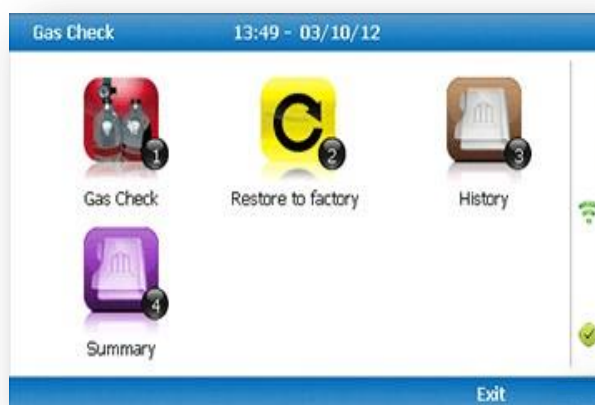 Gas Check 13:49 - 03/10/12
1 2 3
Gas Check Restore to factory History
4
Summary
Exit